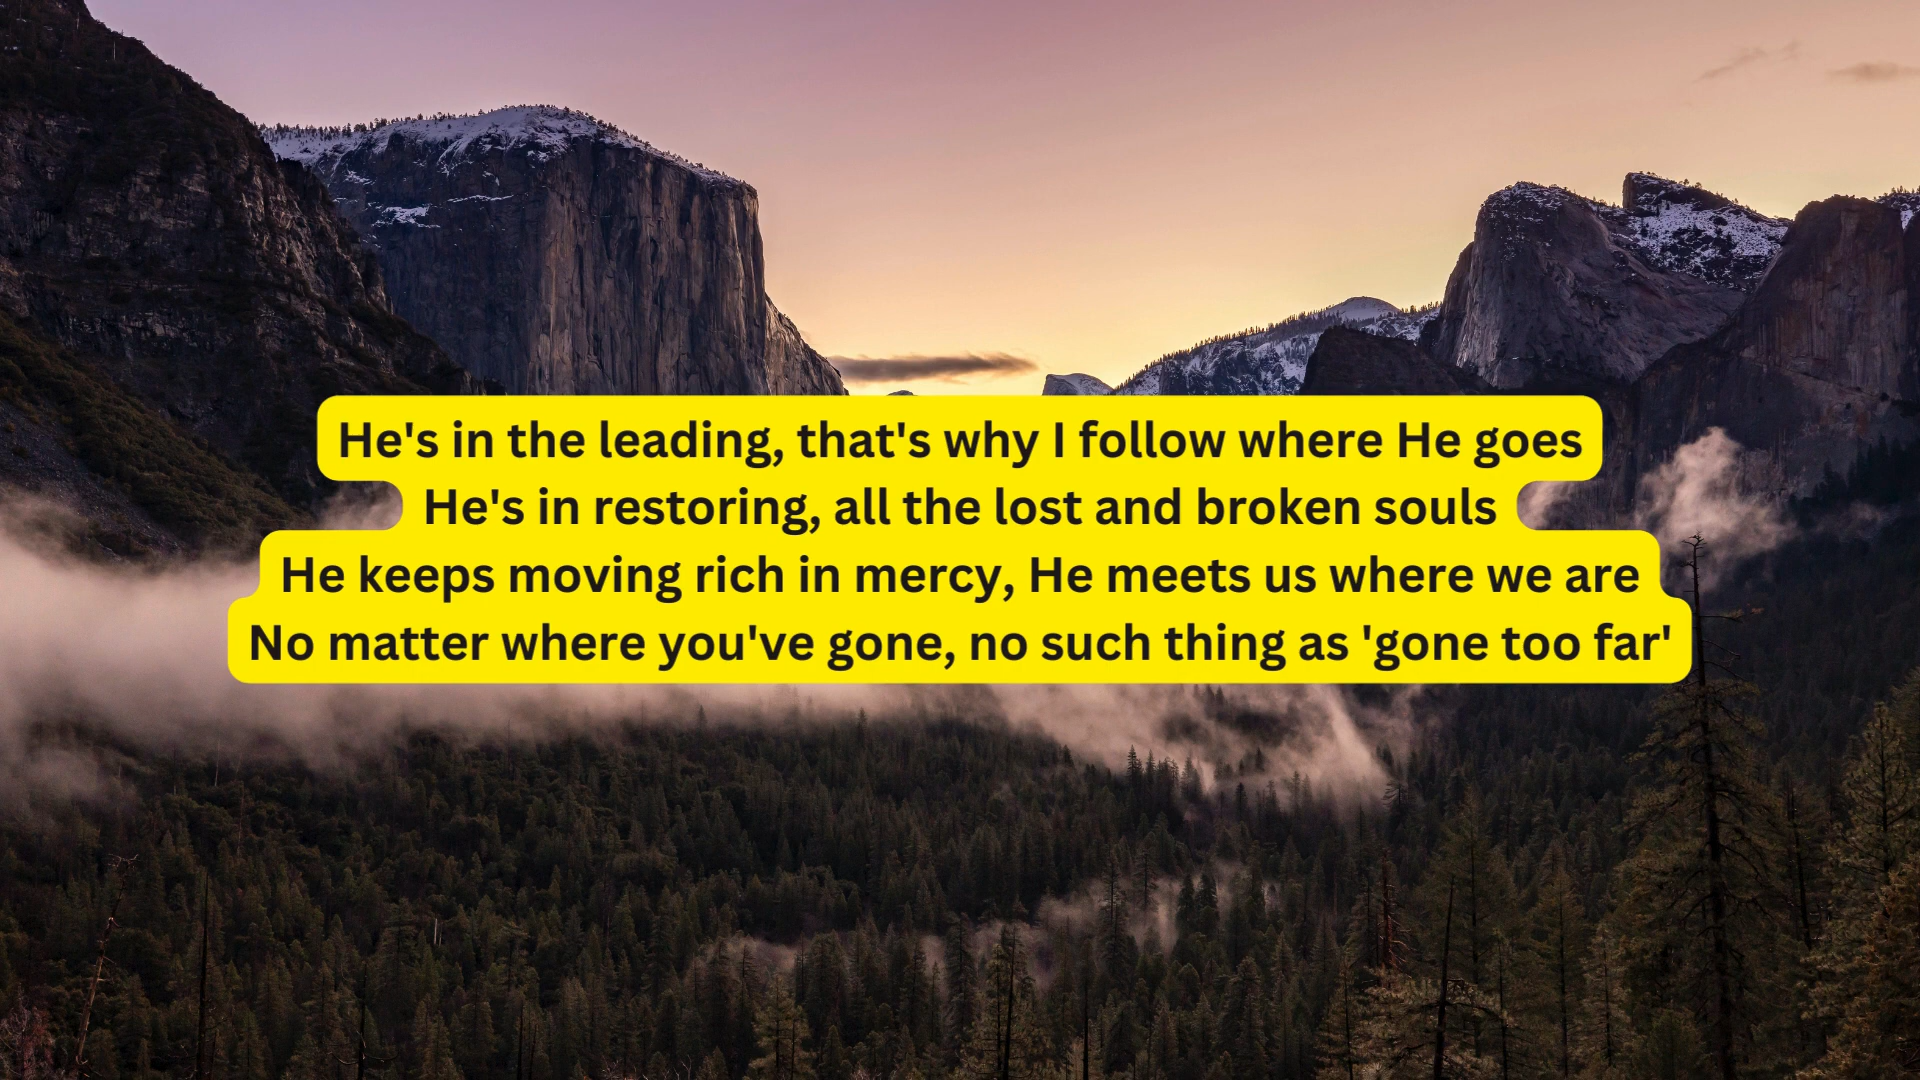 He's in the leading, that's why I follow where He goes
He's in restoring, all the lost and broken souls
He keeps moving rich in mercy, He meets us where we are
No matter where you've gone, no such thing as 'gone too far'